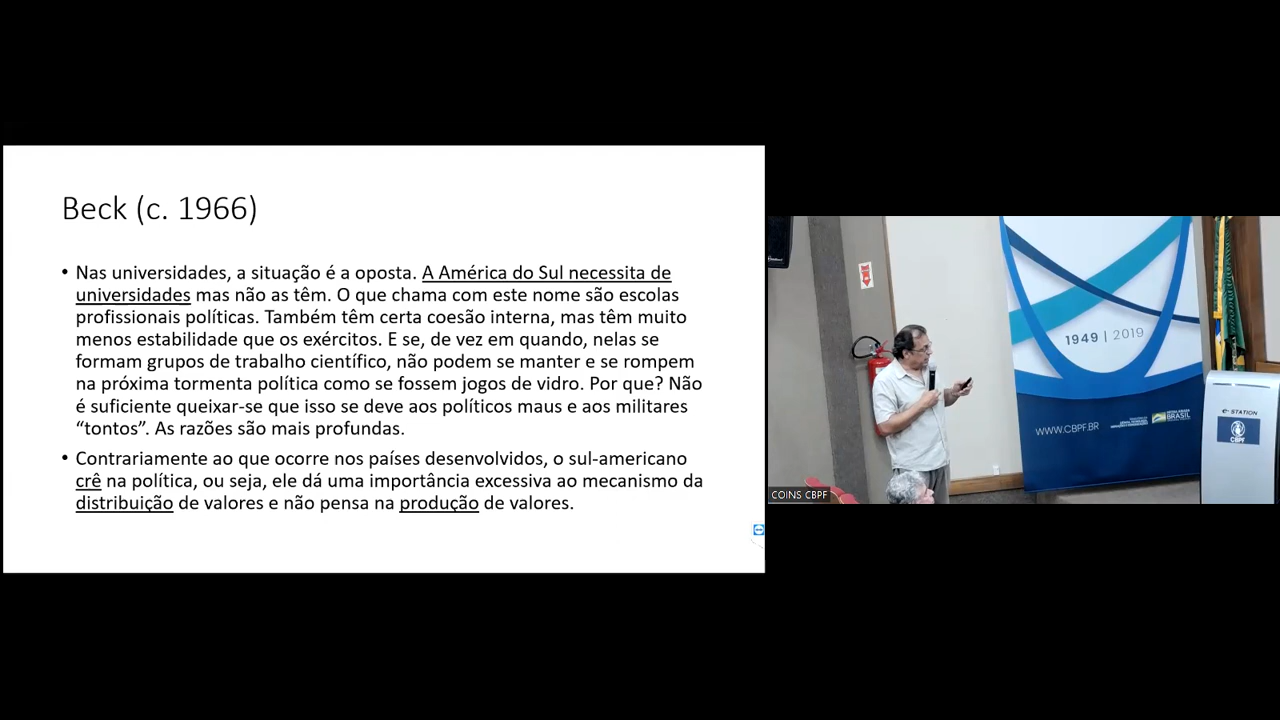 Beck (c. 1966)
• Nas universidades, a situação é a oposta. A América do Sul necessita de
universidades mas não as têm. O que chama com este nome são escolas
profissionais políticas. Também têm certa coesão interna, mas têm muito
menos estabilidade que os exércitos. E se, de vez em quando, nelas se
formam grupos de trabalho científico, não podem se manter e se rompem
na próxima tormenta política como se fossem jogos de vidro. Por que? Não
é suficiente queixar-se que isso se deve aos políticos maus e aos militares
“tontos”. As razões são mais profundas.
• Contrariamente ao que ocorre nos países desenvolvidos, o sul-americano
crê na política, ou seja, ele dá uma importância excessiva ao mecanismo da
distribuição de valores e não pensa na produção de valores.
1949 | 2019
WWW.CBPF.BR
BRASIL
e-STATION
CBPF
COINS CBPF